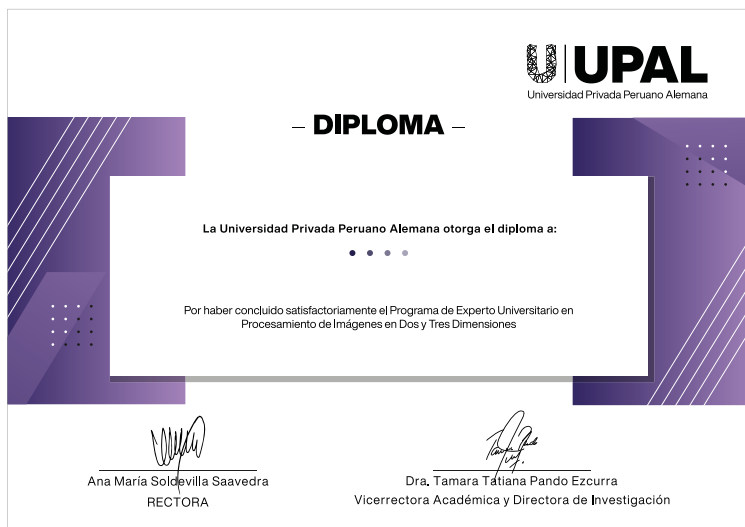 UPAL
Universidad Privada Peruano Alemana
– DIPLOMA –
La Universidad Privada Peruano Alemana otorga el diploma a:
Por haber concluido satisfactoriamente el Programa de Experto Universitario en
Procesamiento de Imágenes en Dos y Tres Dimensiones
Ana María Soldevilla Saavedra
RECTORA
Dra. Tamara Tatiana Pando Ezcurra
Vicerrectora Académica y Directora de Investigación